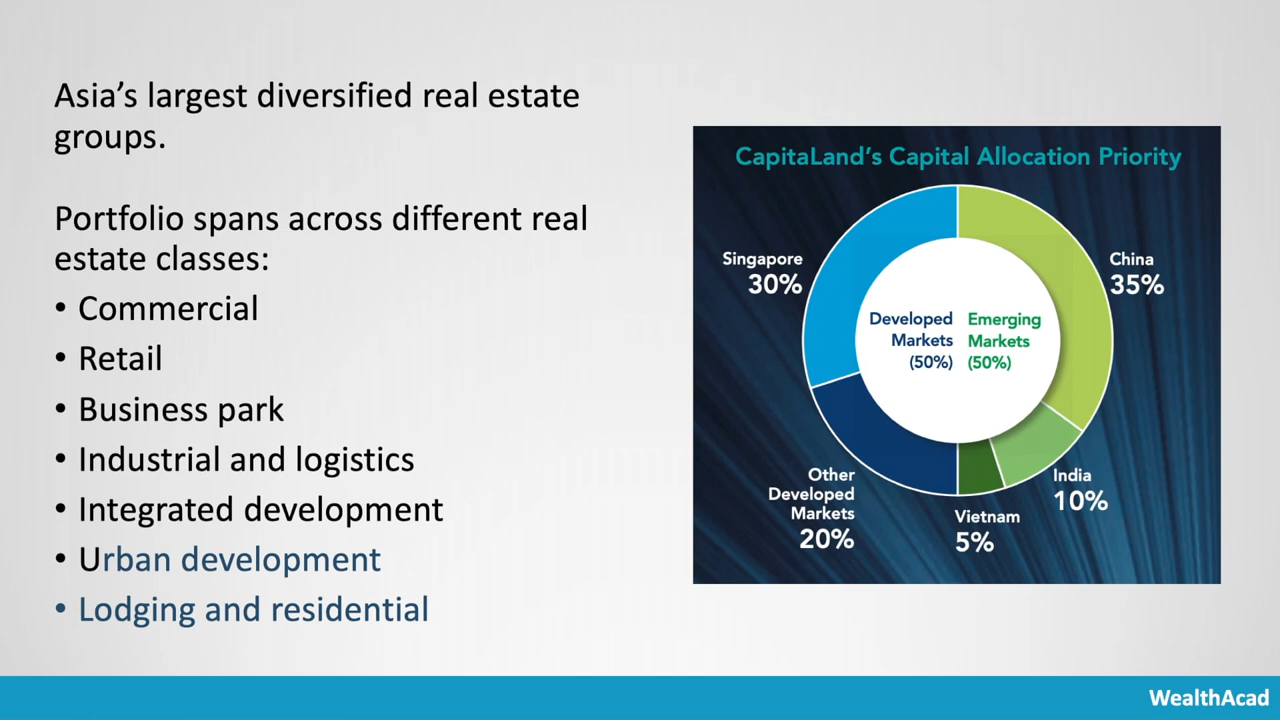 Asia’s largest diversified real estate
groups.
Portfolio spans across different real
estate classes:
• Commercial
• Retail
• Business park
• Industrial and logistics
• Integrated development
• Urban development
• Lodging and residential
CapitaLand’s Capital Allocation Priority
Singapore
30%
China
35%
Developed
Markets
(50%)
Emerging
Markets
(50%)
Other
Developed
Markets
20%
Vietnam
5%
India
10%
WealthAcad